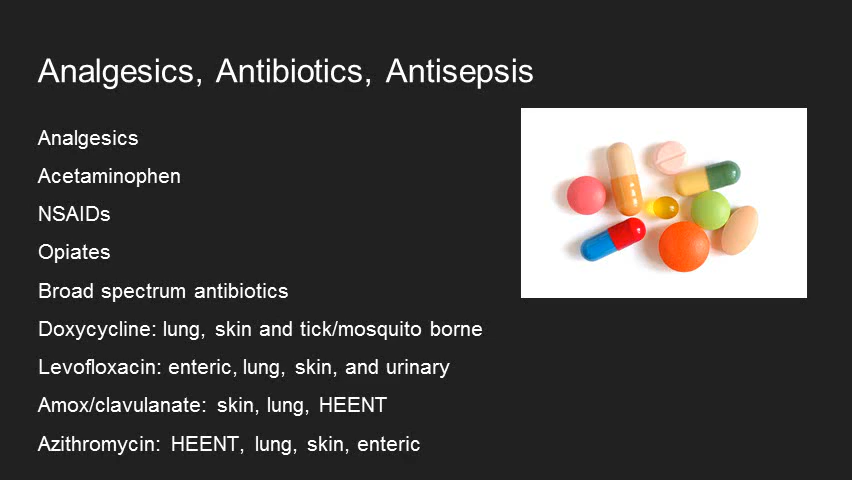 Analgesics, Antibiotics, Antisepsis
Analgesics
Acetaminophen
NSAIDs
Opiates
Broad spectrum antibiotics
Doxycycline: lung, skin and tick/mosquito borne
Levofloxacin: enteric, lung, skin, and urinary
Amox/clavulanate: skin, lung, HEENT
Azithromycin: HEENT, lung, skin, enteric